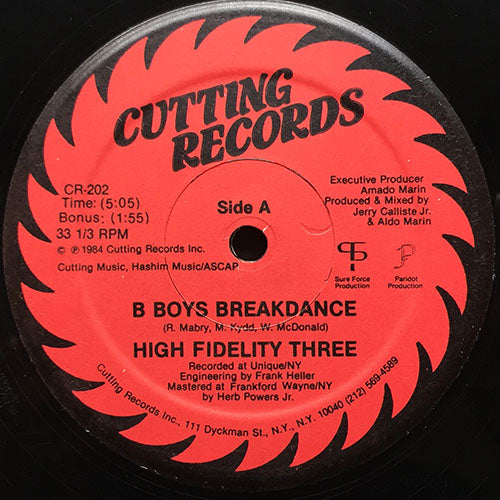 CUTTING
RECORDS
CR-202
Time: (5:05)
Bonus: (1:55)
33 1/3 RPM
© ℗ 1984 Cutting Records Inc.
Cutting Music, Hashim Music/ASCAP
Side A
Executive Producer
Amado Marin
Produced & Mixed by
Jerry Calliste Jr.
& Aldo Marin
Sure Force
Production
Paridot
Production
B BOYS BREAKDANCE
(R. Mabry, M. Kydd, W. McDonald)
HIGH FIDELITY THREE
Recorded at Unique/NY
Engineering by Frank Heller
Mastered at Frankford Wayne/NY
by Herb Powers Jr.
Cutting Records Inc., 111 Dyckman St., N.Y., N.Y. 10040 (212) 569-4589